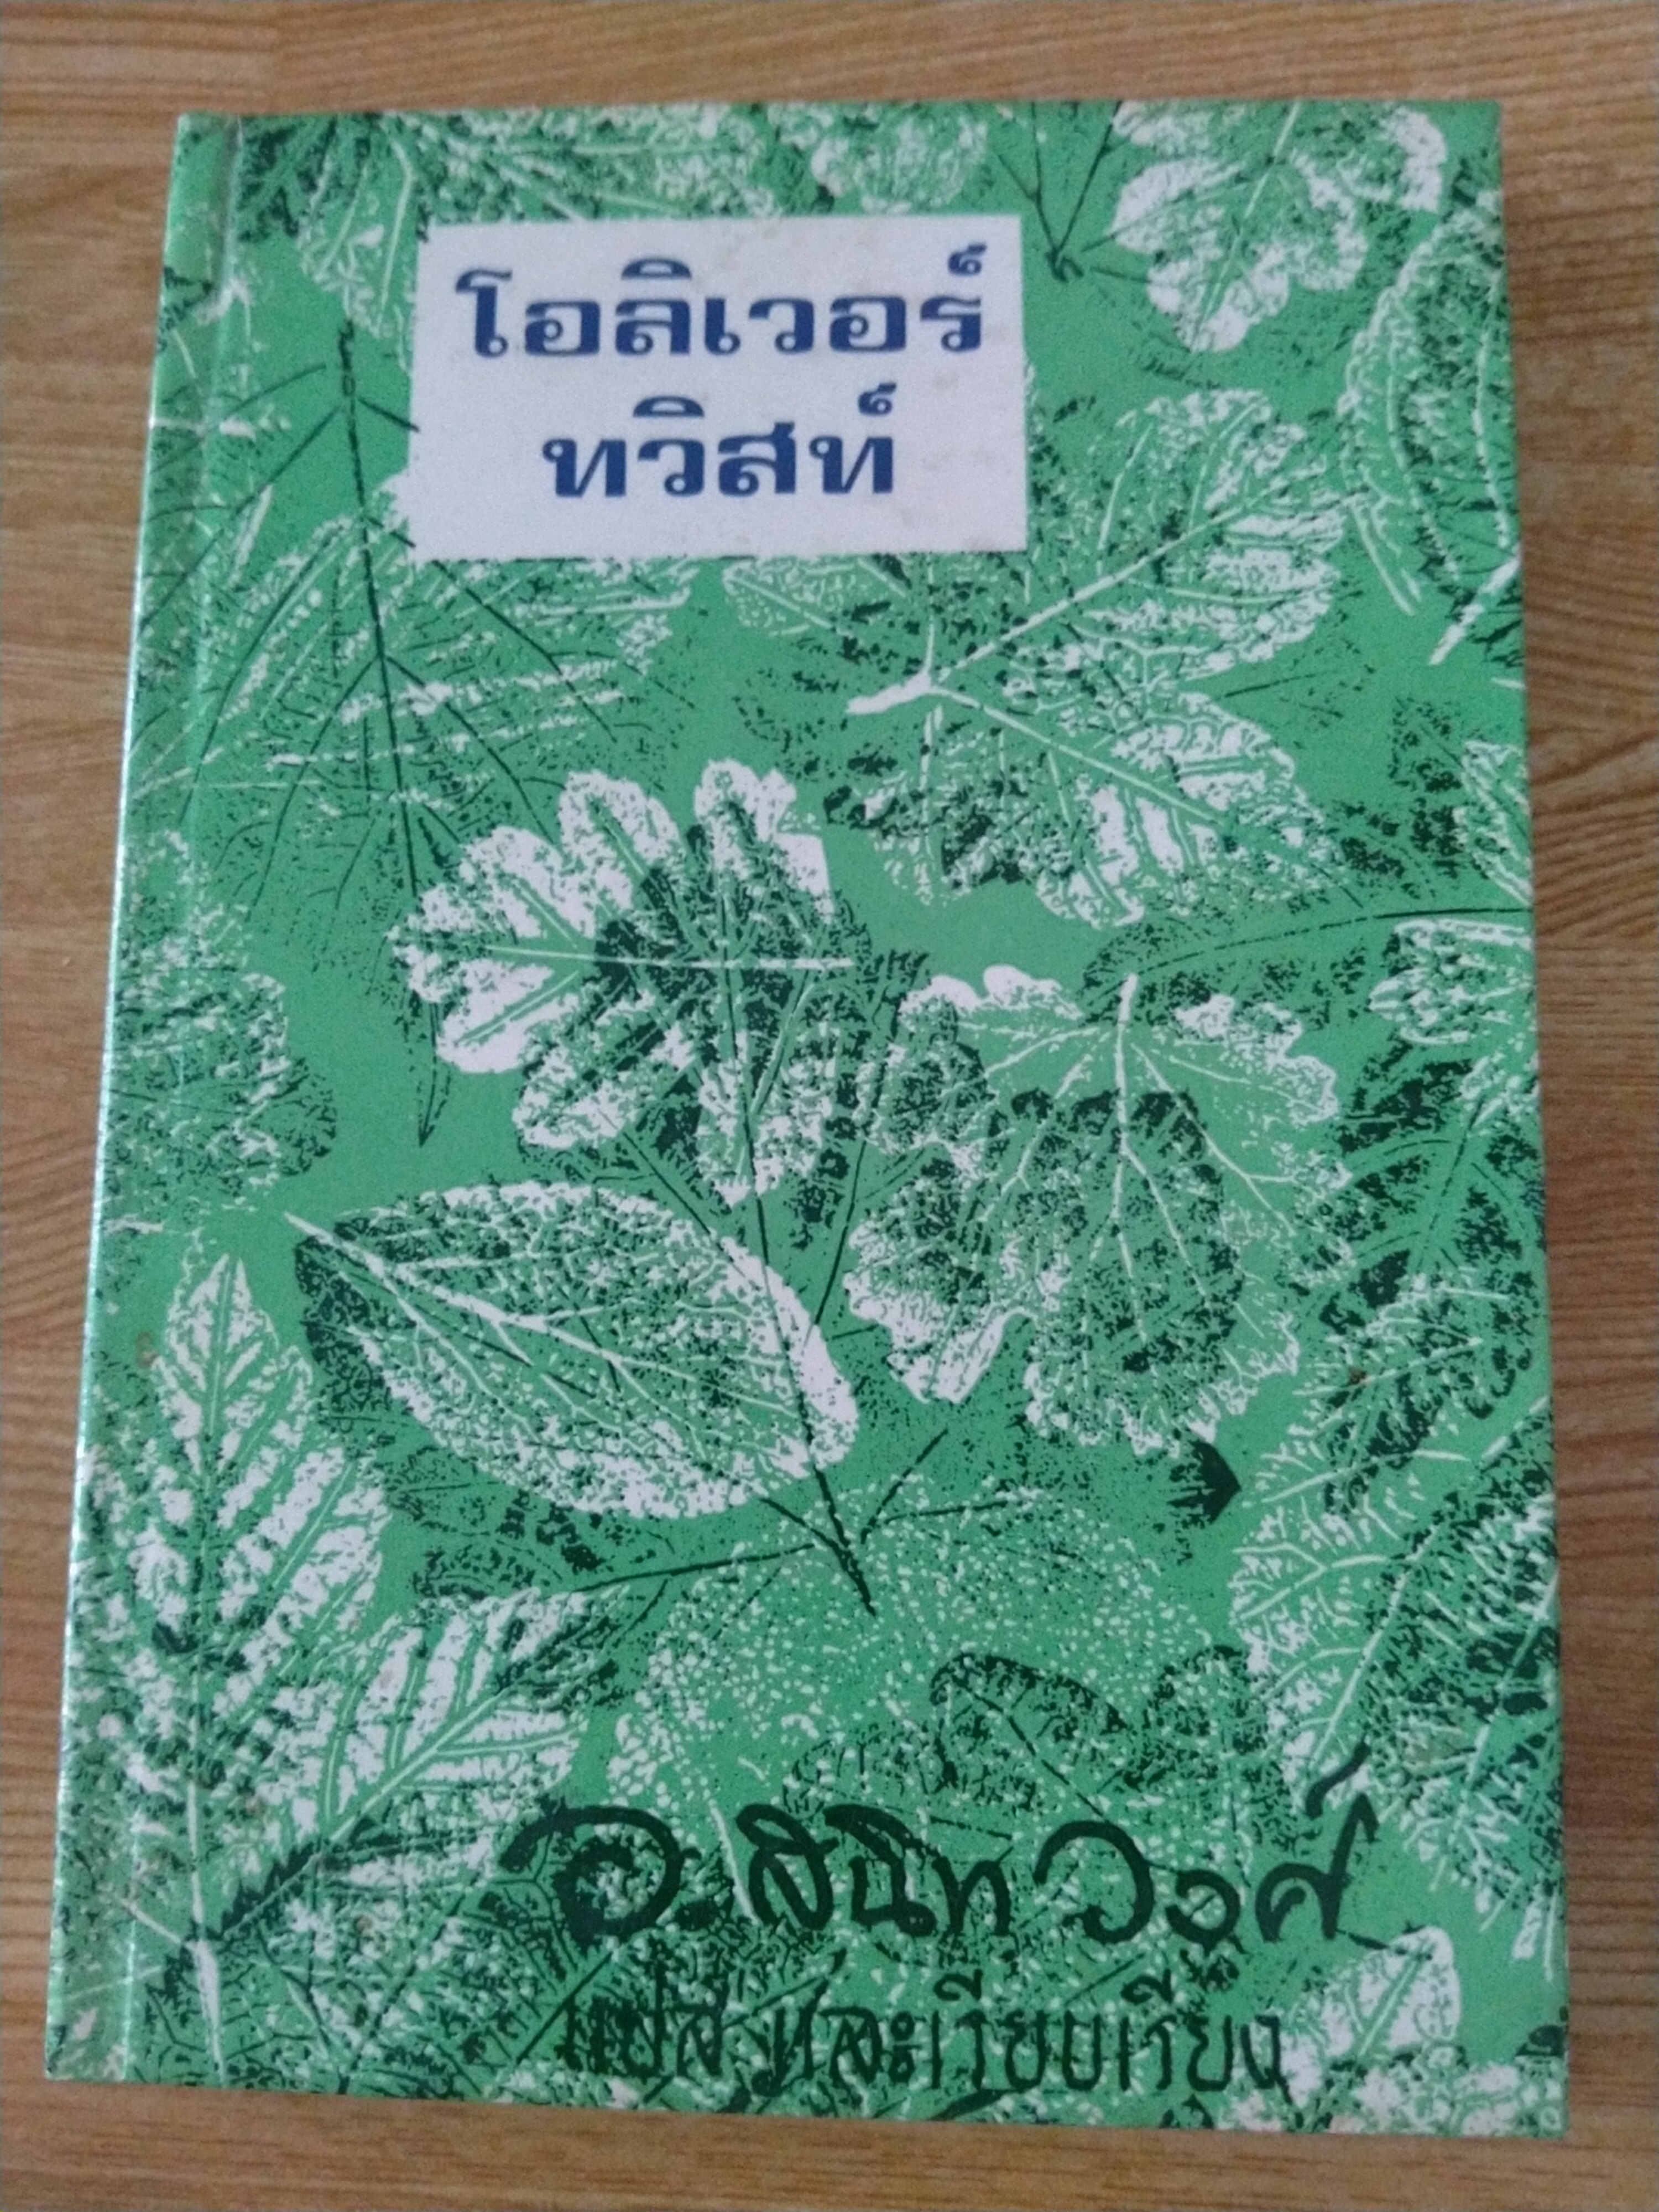 โอลิเวอร์
ทวิสท์
อ.สนิทวงศ์
แปลและเรียบเรียง